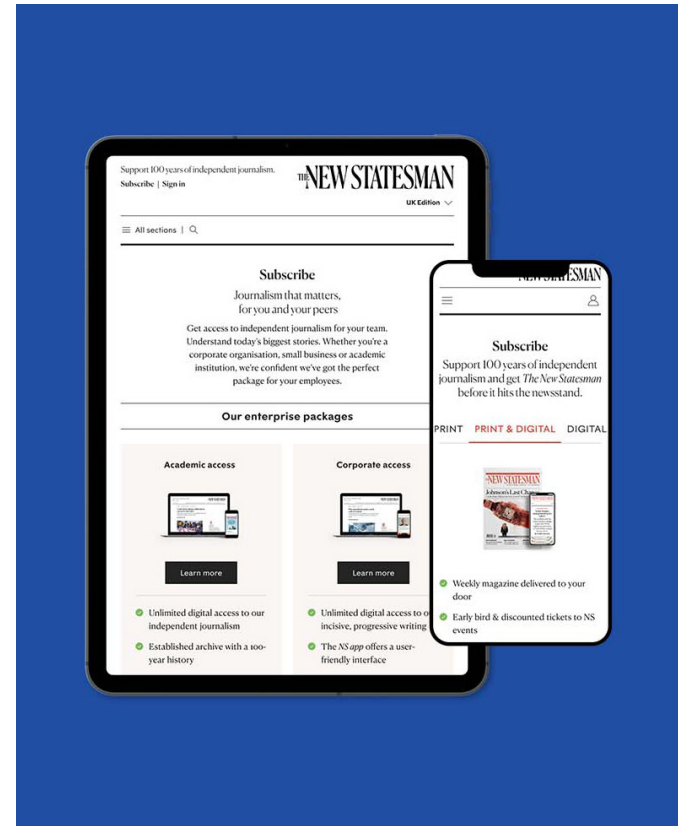 Support 100 years of independent journalism.
Subscribe | Sign in
THE NEW STATESMAN
UK Edition
All sections |
Subscribe
Journalism that matters,
for you and your peers
Get access to independent journalism for your team.
Understand today's biggest stories. Whether you're a
corporate organisation, small business or academic
institution, we're confident we've got the perfect
package for your employees.
Our enterprise packages
Academic access
Learn more
Unlimited digital access to our
independent journalism
Established archive with a 100-
year history
Corporate access
Learn more
Unlimited digital access to o
incisive, progressive writing
The NS app offers a user-
friendly interface
NEW STATESMAN
Subscribe
Support 100 years of independent
journalism and get The New Statesman
before it hits the newsstand.
PRINT PRINT & DIGITAL DIGITAL
NEW STATESMAN
Johnson's Last Cha
Weekly magazine delivered to your
door
Early bird & discounted tickets to NS
events